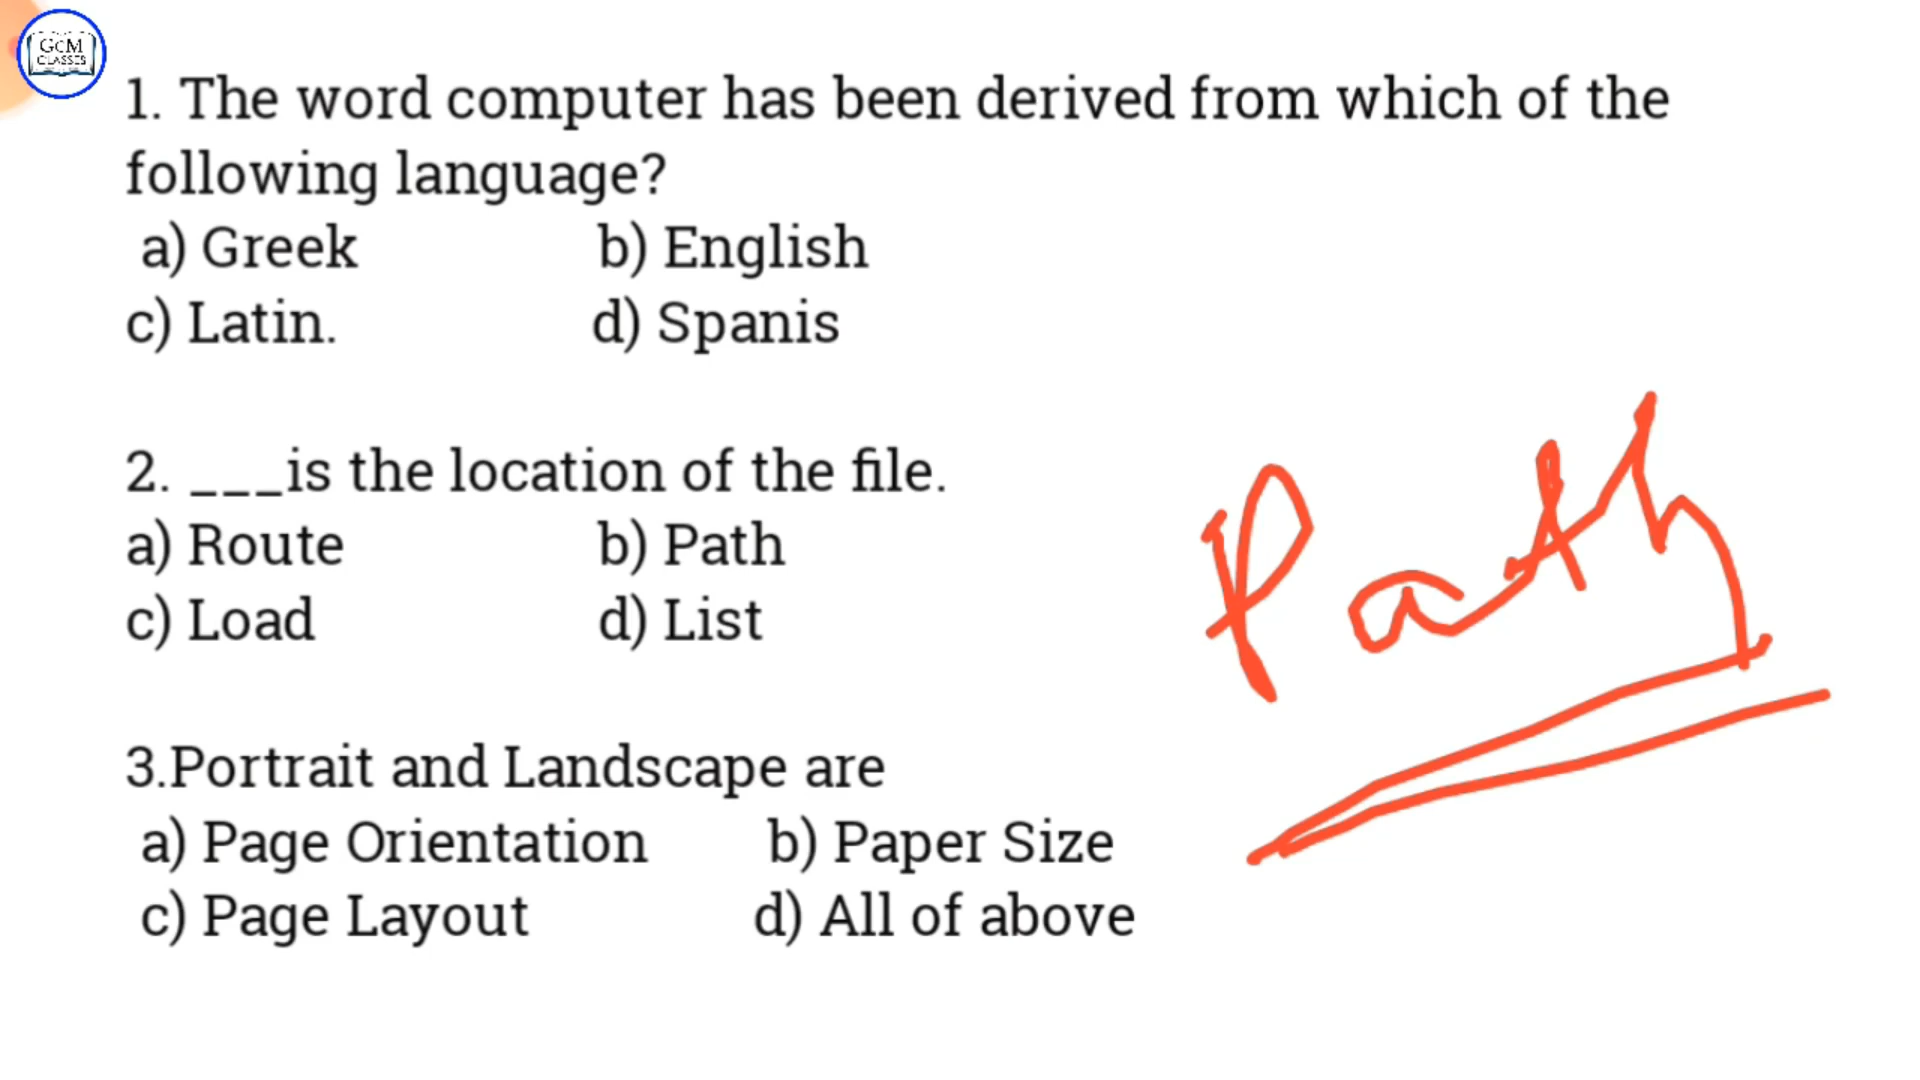 GCM
CLASSES
1. The word computer has been derived from which of the
following language?
a) Greek b) English
c) Latin. d) Spanis
2. ___is the location of the file.
a) Route b) Path
c) Load d) List
Path
3.Portrait and Landscape are
a) Page Orientation b) Paper Size
c) Page Layout d) All of above